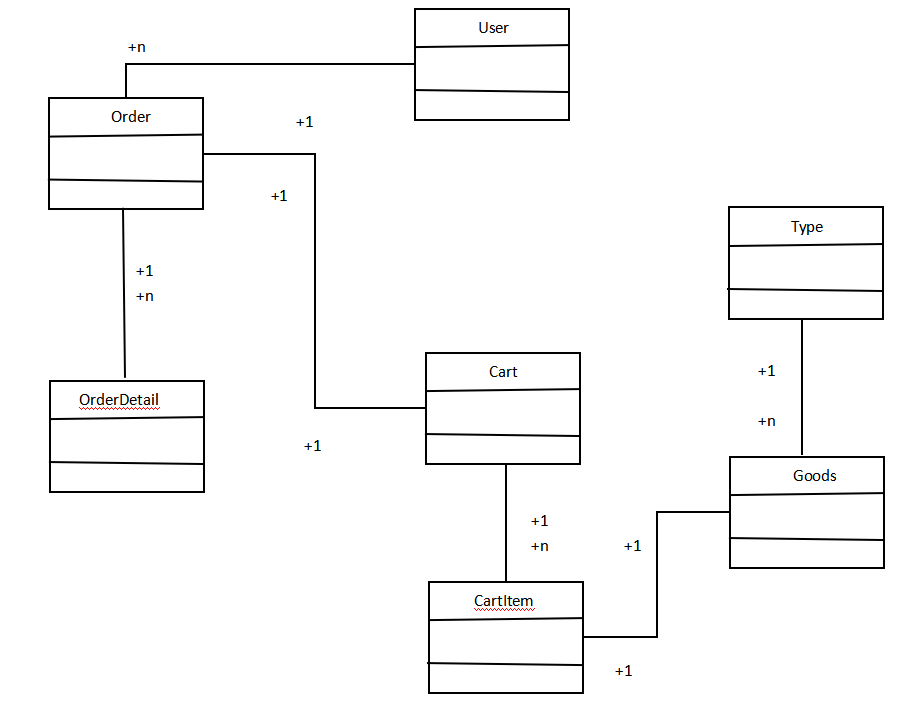 User
+n
Order
+1
+1
Type
+1
+n
Cart
+1
OrderDetail
+1
+n
+1
Goods
+1
+n
+1
CartItem
+1